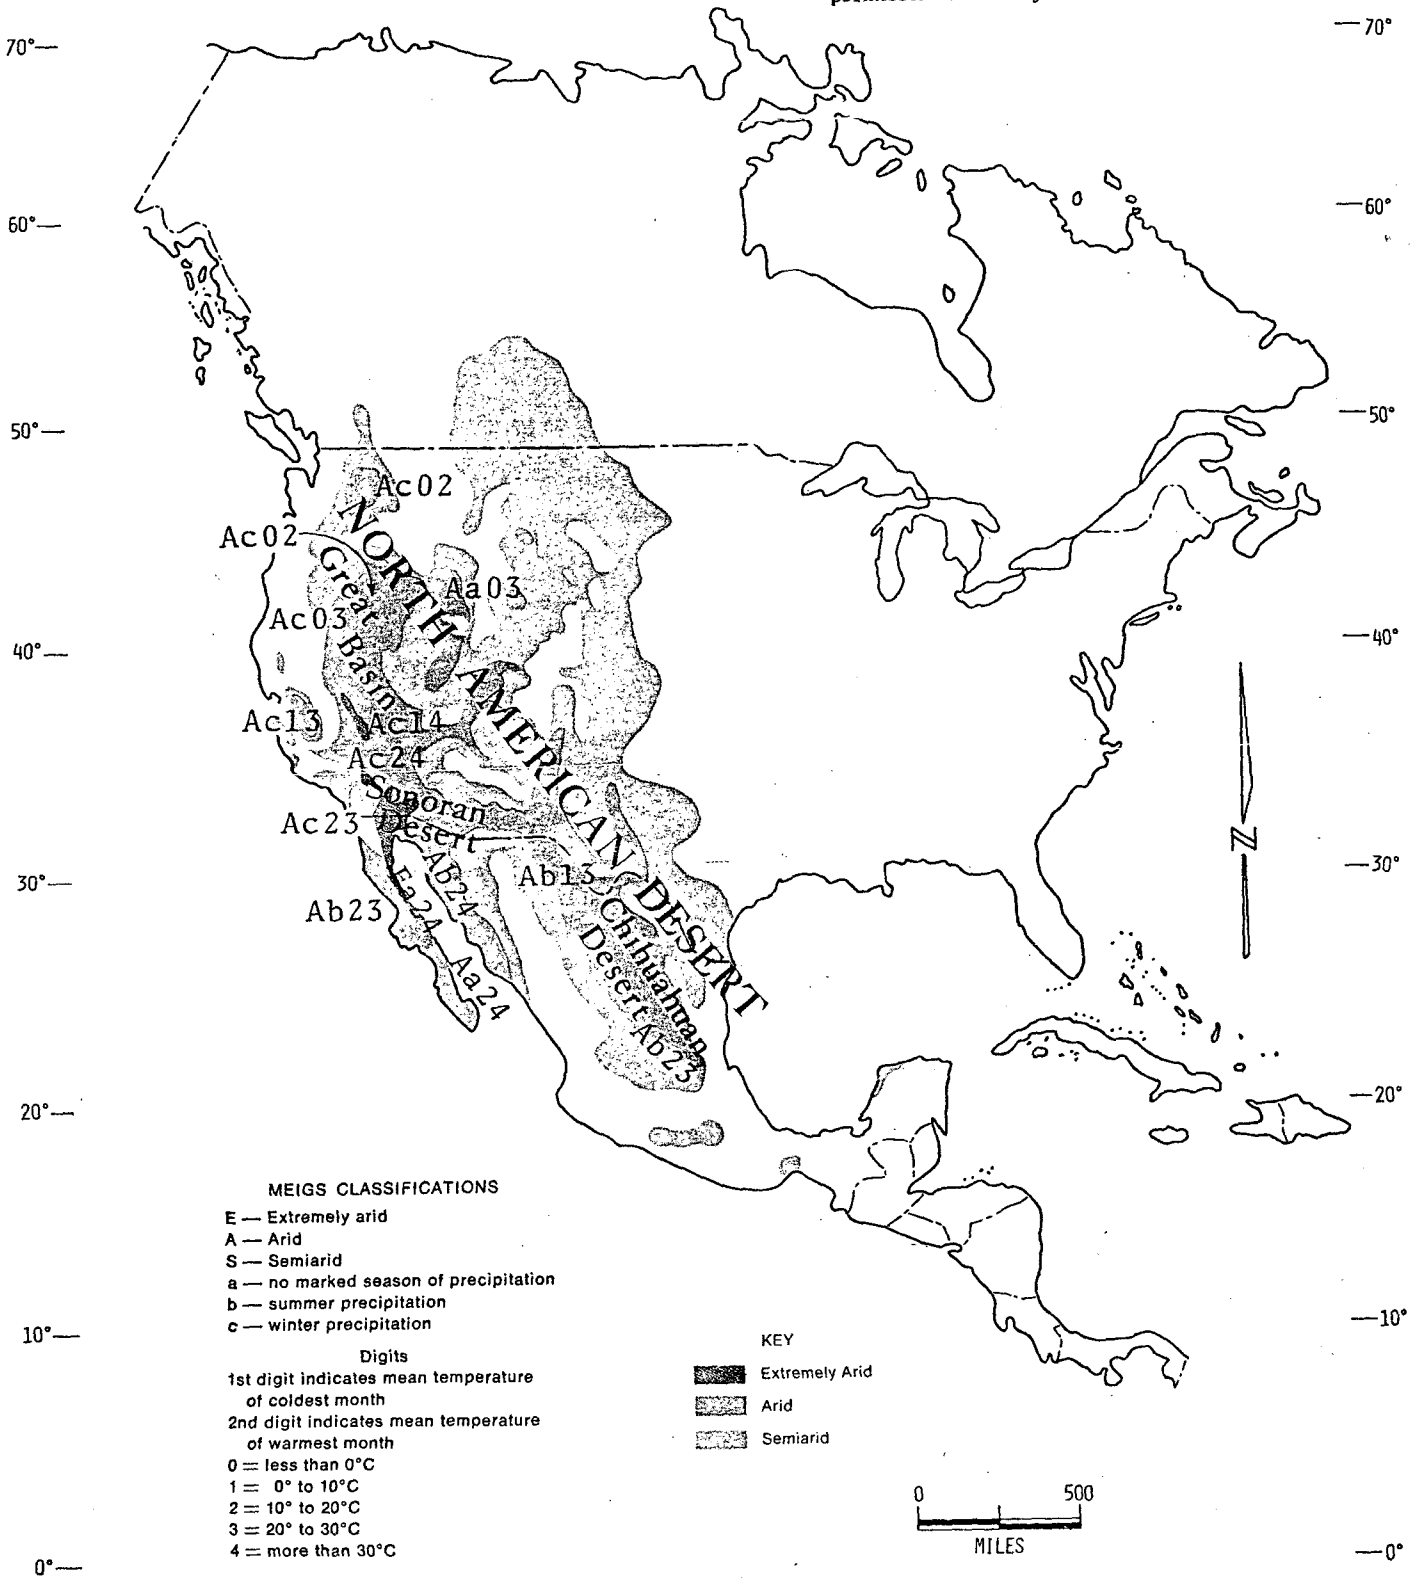 70°—
—70°
60°—
—60°
50°—
—50°
Ac02
NORTH AMERICAN DESERT
Ac02
Great Basin
Aa03
Ac03
40°—
—40°
Ac13
Ac14
Ac24
Sonoran
Desert
Ac23
N
Ab24
Ab13
—30°
30°—
Ea24
Ab23
Chihuahuan
Desert
Aa24
Ab23
20°—
—20°
MEIGS CLASSIFICATIONS
E — Extremely arid
A — Arid
S — Semiarid
a — no marked season of precipitation
b — summer precipitation
c — winter precipitation
10°—
—10°
Digits
1st digit indicates mean temperature
of coldest month
2nd digit indicates mean temperature
of warmest month
0 = less than 0°C
1 = 0° to 10°C
2 = 10° to 20°C
3 = 20° to 30°C
4 = more than 30°C
KEY
Extremely Arid
Arid
Semiarid
0 500
MILES
0°—
—0°